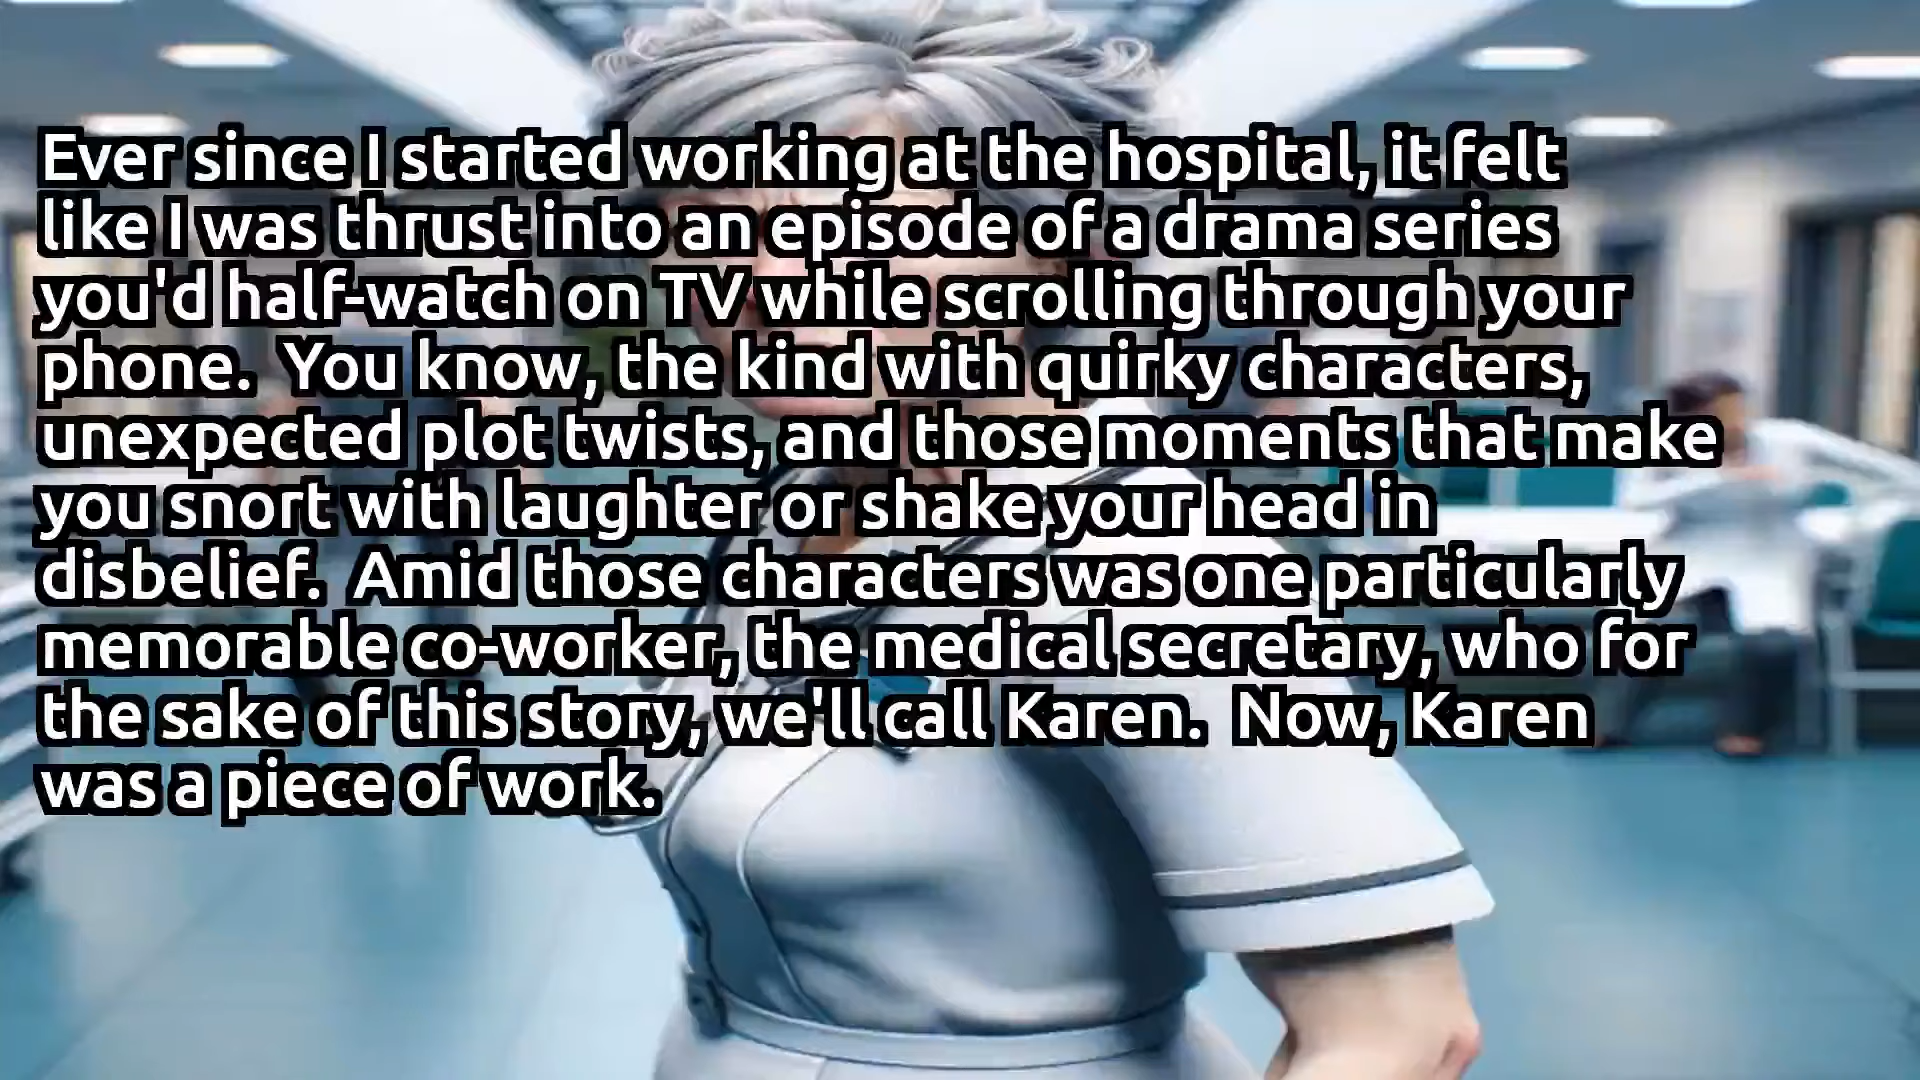 Ever since I started working at the hospital, it felt
like I was thrust into an episode of a drama series
you'd half-watch on TV while scrolling through your
phone.  You know, the kind with quirky characters,
unexpected plot twists, and those moments that make
you snort with laughter or shake your head in
disbelief.  Amid those characters was one particularly
memorable co-worker, the medical secretary, who for
the sake of this story, we'll call Karen.  Now, Karen
was a piece of work.